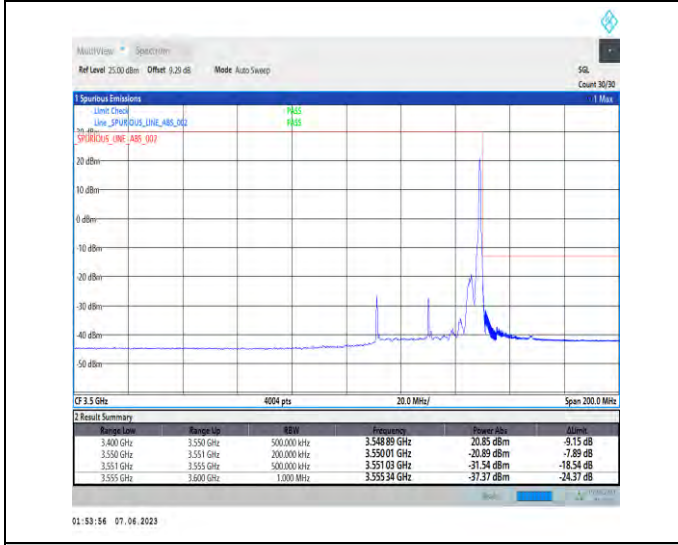 MultiView Spectrum
Ref Level 25.00 dBm Offset 9.29 dB Mode Auto Sweep SGL
Count 30/30
1 Spurious Emissions 1 Max
Limit Check PASS
Line _SPURIOUS_LINE_ABS_002 PASS
_SPURIOUS_LINE_ABS_002
20 dBm
10 dBm
0 dBm
-10 dBm
-20 dBm
-30 dBm
-40 dBm
-50 dBm
CF 3.5 GHz 4004 pts 20.0 MHz/ Span 200.0 MHz
2 Result Summary
Range Low Range Up RBW Frequency Power Abs ΔLimit
3.400 GHz 3.550 GHz 500.000 kHz 3.548 89 GHz 20.85 dBm -9.15 dB
3.550 GHz 3.551 GHz 200.000 kHz 3.550 01 GHz -20.89 dBm -7.89 dB
3.551 GHz 3.555 GHz 500.000 kHz 3.551 03 GHz -31.54 dBm -18.54 dB
3.555 GHz 3.600 GHz 1.000 MHz 3.555 34 GHz -37.37 dBm -24.37 dB
01:53:56 07.06.2023